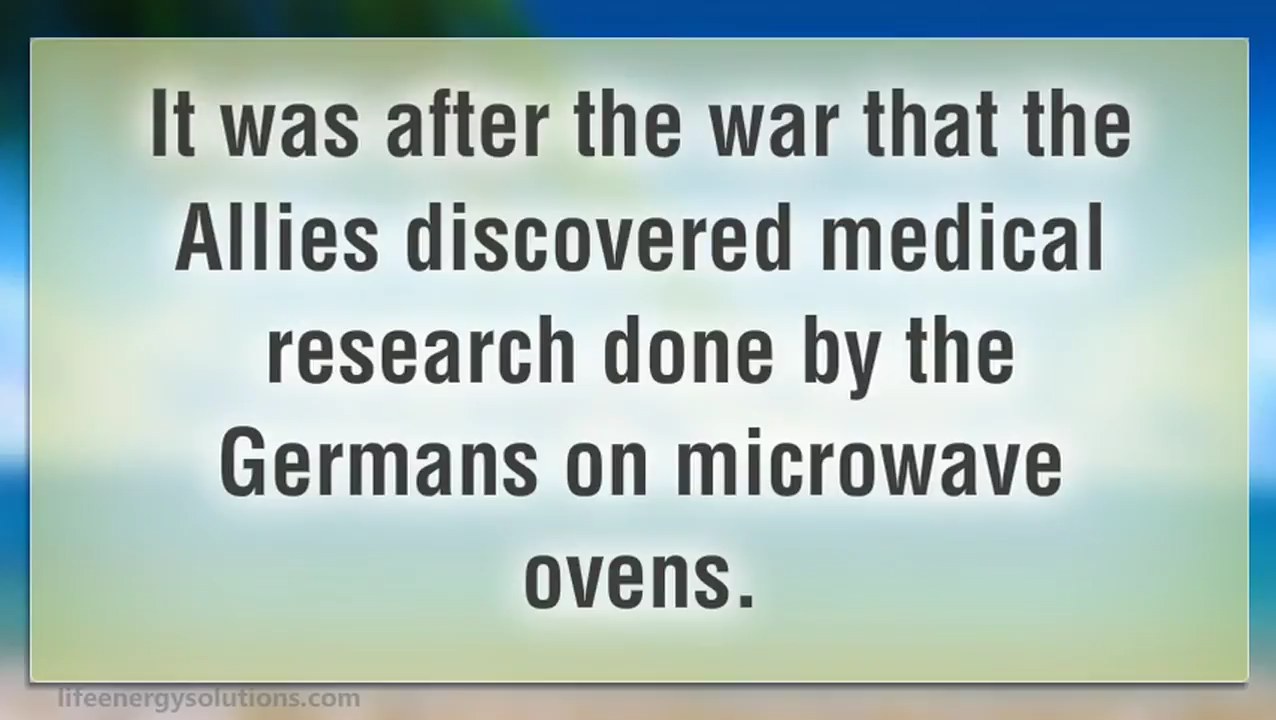 It was after the war that the
Allies discovered medical
research done by the
Germans on microwave
ovens.
lifeenergysolutions.com